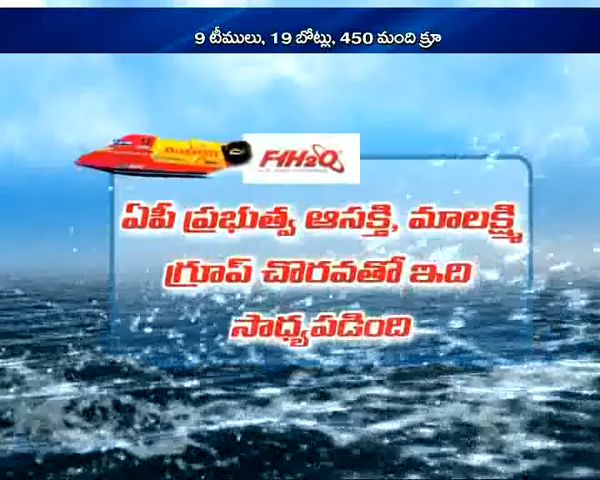 9 టీములు, 19 బోట్లు, 450 మంది క్రూ
F1H2O
ఏపీ ప్రభుత్వ ఆసక్తి, మాలక్ష్మి
గ్రూప్ చొరవతో ఇది
సాధ్యపడింది